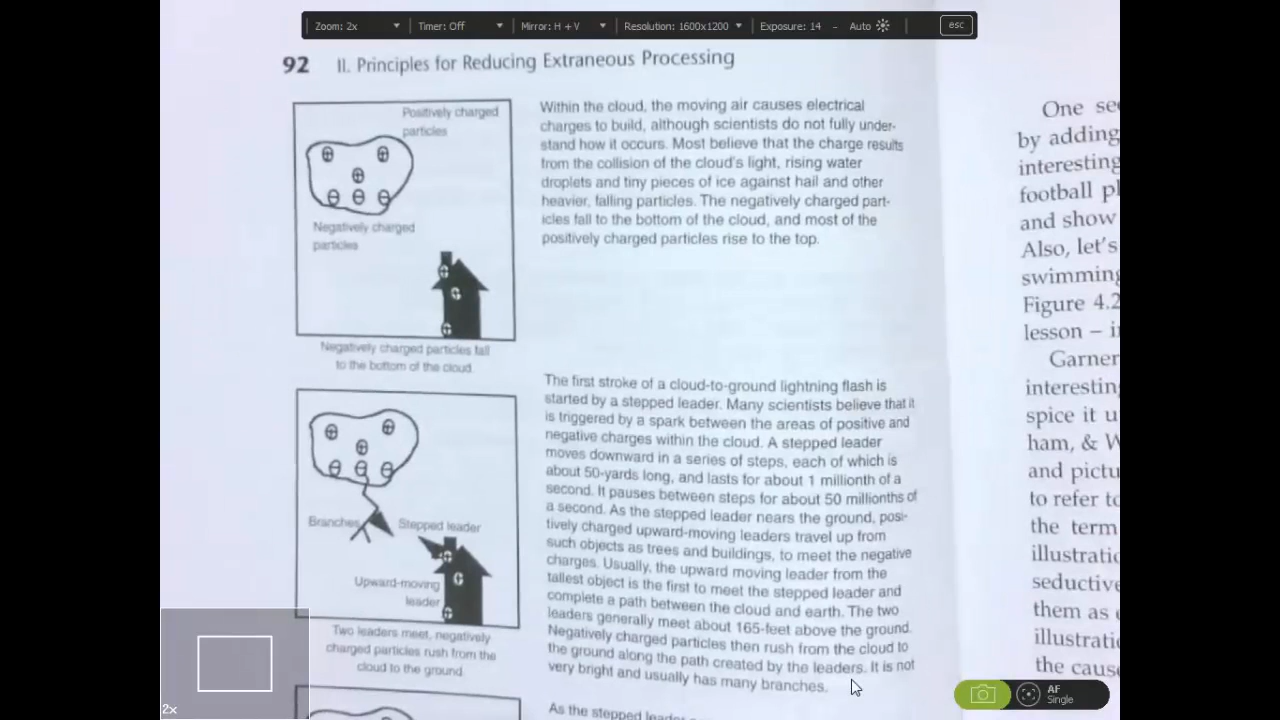 Zoom: 2x Timer: Off Mirror: H + V Resolution: 1600x1200 Exposure: 14 - Auto esc
92 II. Principles for Reducing Extraneous Processing
Positively charged
particles
Negatively charged
particles
Negatively charged particles fall
to the bottom of the cloud.
Within the cloud, the moving air causes electrical
charges to build, although scientists do not fully under-
stand how it occurs. Most believe that the charge results
from the collision of the cloud's light, rising water
droplets and tiny pieces of ice against hail and other
heavier, falling particles. The negatively charged part-
icles fall to the bottom of the cloud, and most of the
positively charged particles rise to the top.
Branches
Stepped leader
Upward-moving
leader
Two leaders meet, negatively
charged particles rush from the
cloud to the ground.
The first stroke of a cloud-to-ground lightning flash is
started by a stepped leader. Many scientists believe that it
is triggered by a spark between the areas of positive and
negative charges within the cloud. A stepped leader
moves downward in a series of steps, each of which is
about 50-yards long, and lasts for about 1 millionth of a
second. It pauses between steps for about 50 millionths of
a second. As the stepped leader nears the ground, posi-
tively charged upward-moving leaders travel up from
such objects as trees and buildings, to meet the negative
charges. Usually, the upward moving leader from the
tallest object is the first to meet the stepped leader and
complete a path between the cloud and earth. The two
leaders generally meet about 165-feet above the ground.
Negatively charged particles then rush from the cloud to
the ground along the path created by the leaders. It is not
very bright and usually has many branches.
As the stepped leader
One
by adding
interesting
football
and show
Also, let's
swimming
Figure 4.2
lesson – 
Garner
interesting
spice it
ham, &
and
to refer
the term
them as
the
2x
AF
Single